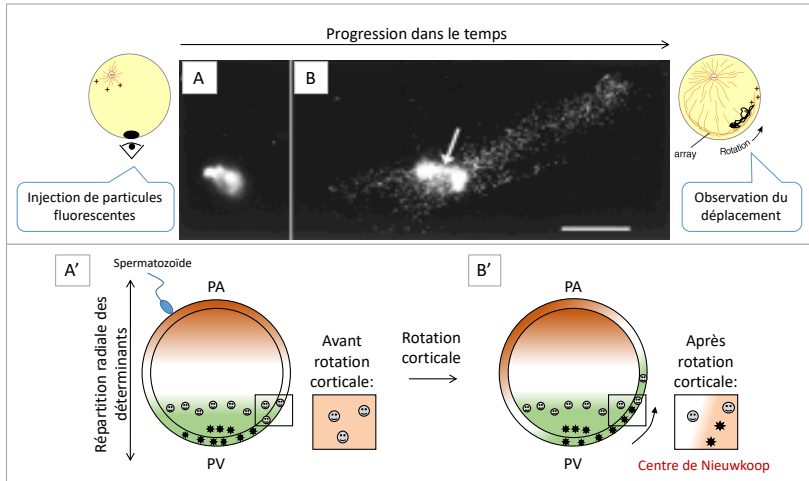 Progression dans le temps
A
B
array
Rotation
Injection de particules
fluorescentes
Observation du
déplacement
A’
Spermatozoïde
PA
Répartition radiale des
déterminants
PV
Avant
rotation
corticale:
Rotation
corticale
B’
PA
PV
Après
rotation
corticale:
Centre de Nieuwkoop